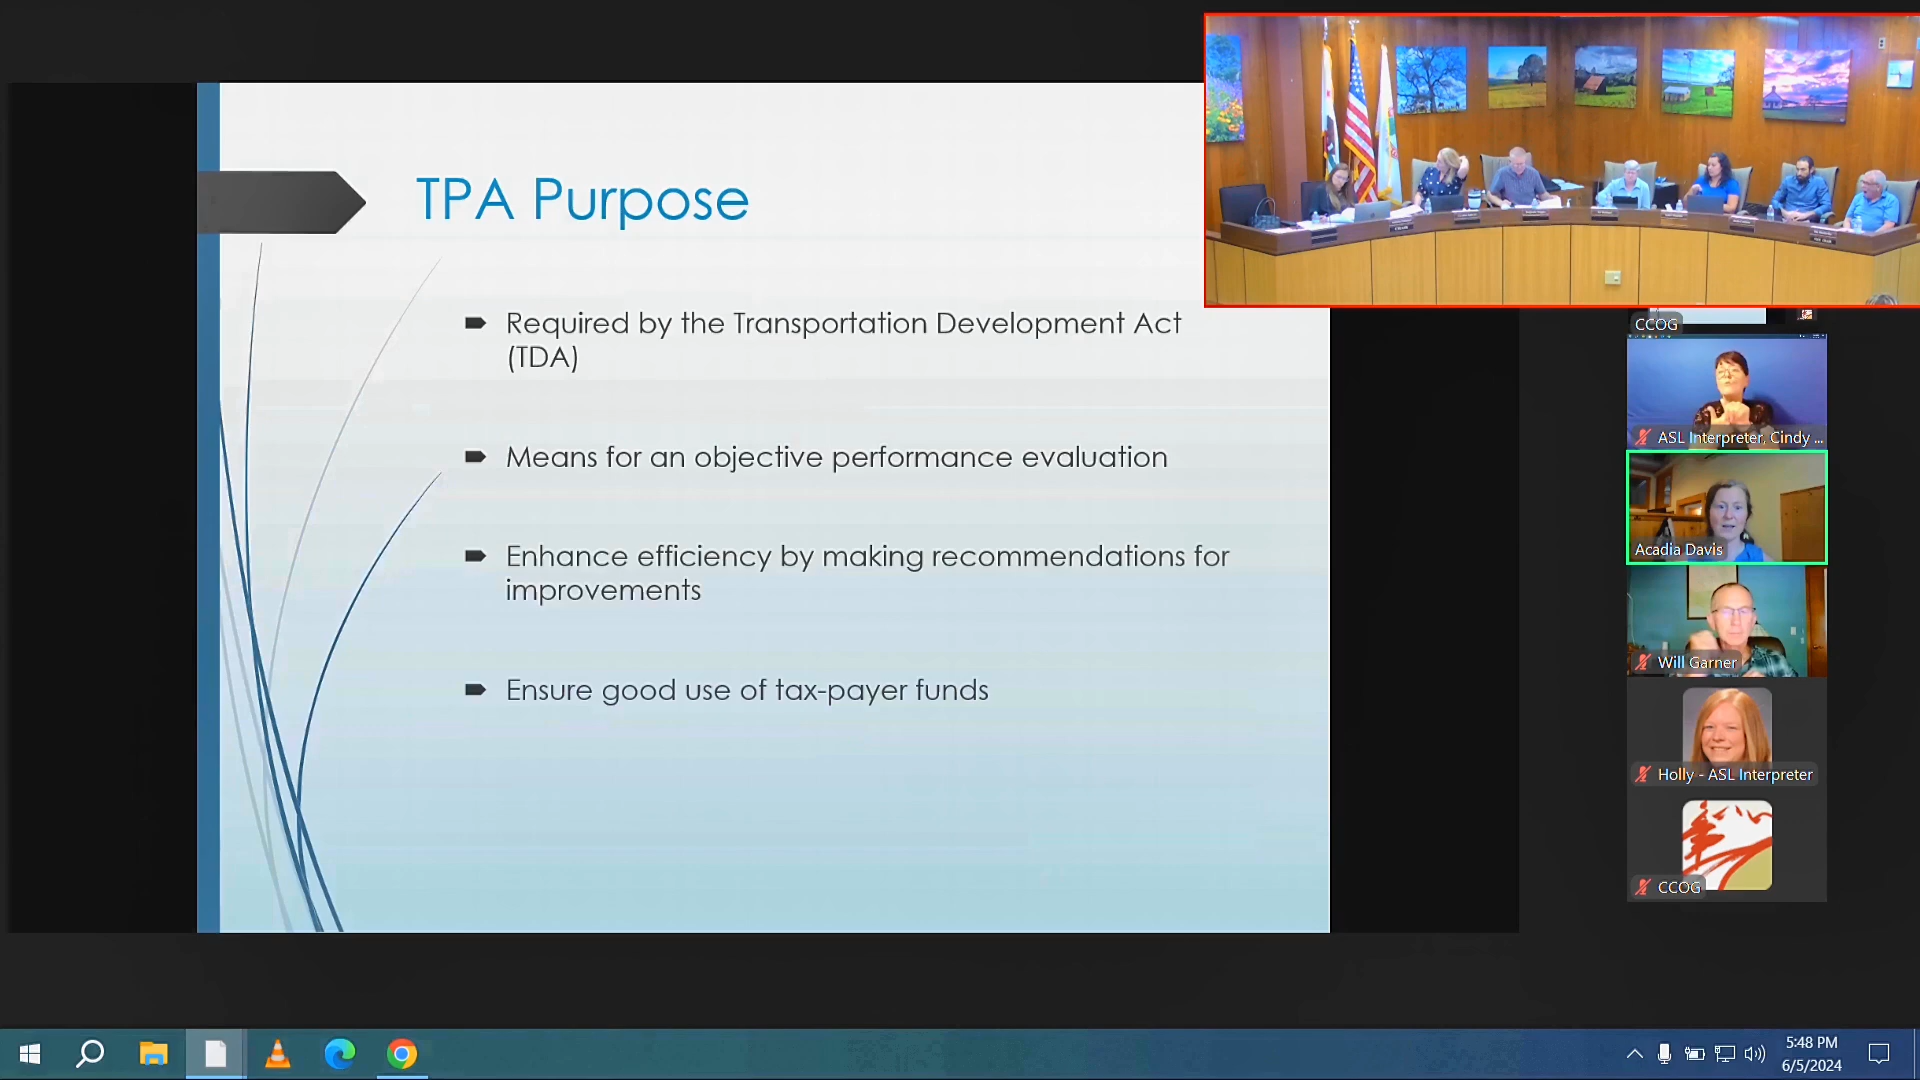 TPA Purpose
Required by the Transportation Development Act
(TDA)
Means for an objective performance evaluation
Enhance efficiency by making recommendations for
improvements
Ensure good use of tax-payer funds
CCOG
ASL Interpreter, Cindy ...
Acadia Davis
Will Garner
Holly - ASL Interpreter
CCOG
5:48 PM
6/5/2024